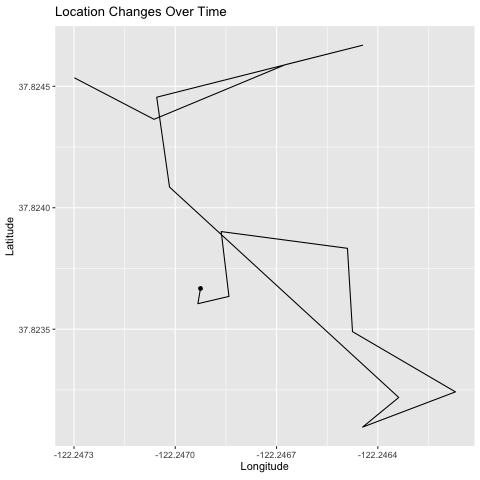 Location Changes Over Time
37.8245
37.8240
37.8235
Latitude
-122.2473 -122.2470 -122.2467 -122.2464
Longitude